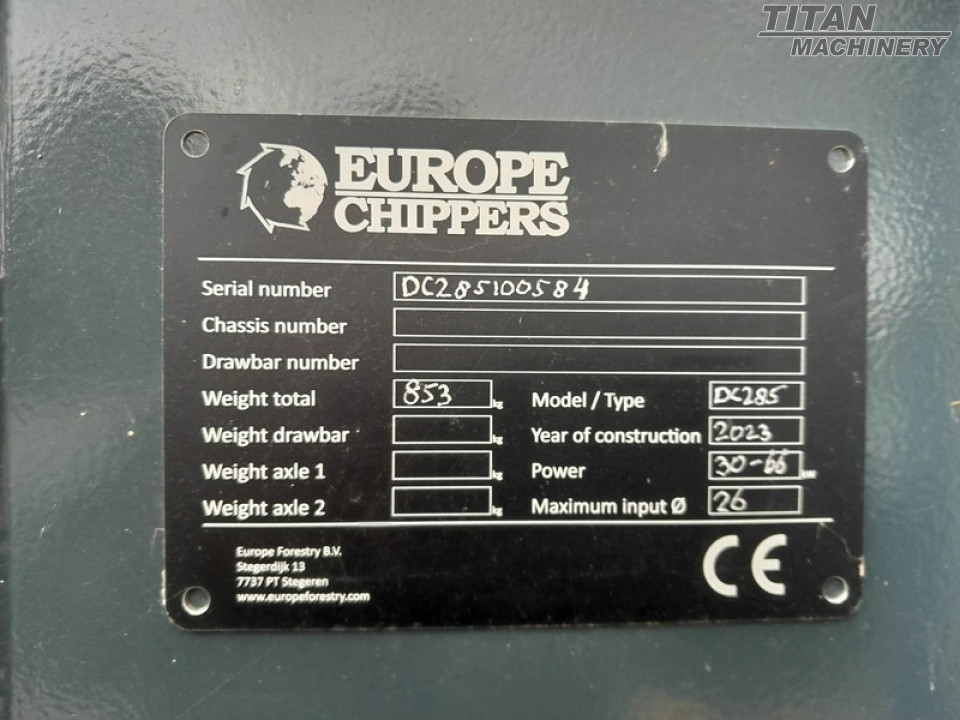 TITAN
MACHINERY
EUROPE
CHIPPERS
Serial number DC285100584
Chassis number
Drawbar number
Weight total 853 kg Model / Type DC285
Weight drawbar kg Year of construction 2023
Weight axle 1 kg Power 30-66 kW
Weight axle 2 kg Maximum input Ø 26
Europe Forestry B.V.
Stegerdijk 13
7737 PT Stegeren
www.europeforestry.com
CE